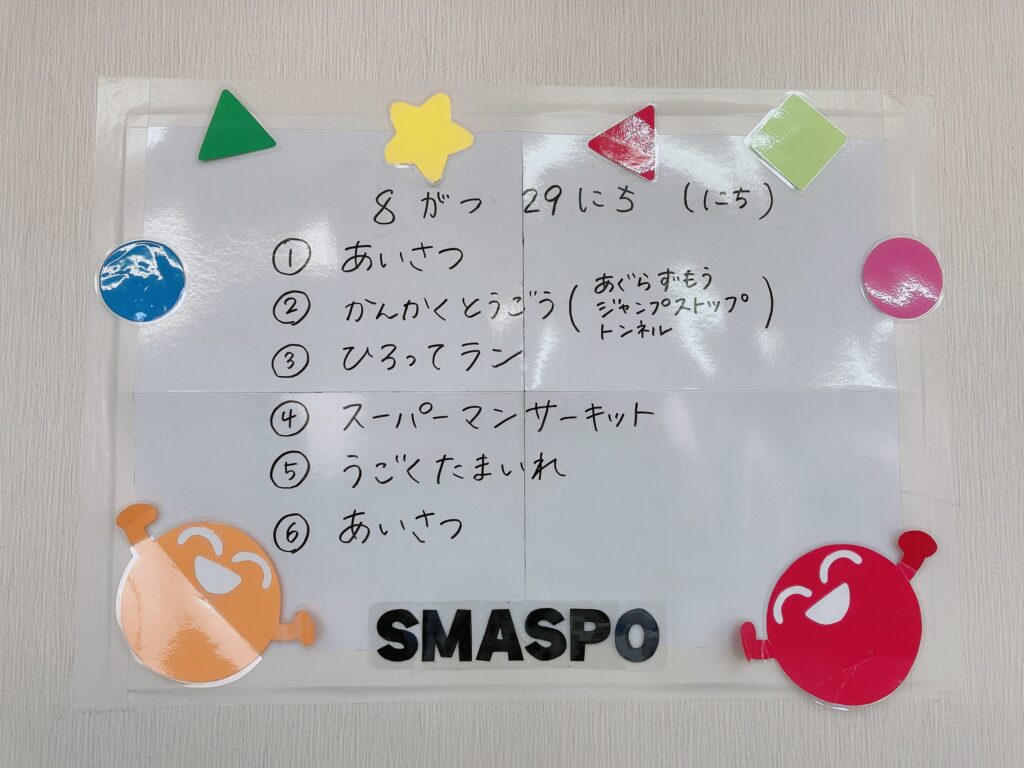 8がつ 29にち (にち)
① あいさつ
② かんかくとうごう(あぐらずもう
ジャンプストップ
トンネル)
③ ひろってラン
④ スーパーマンサーキット
⑤ うごくたまいれ
⑥ あいさつ
SMASPO